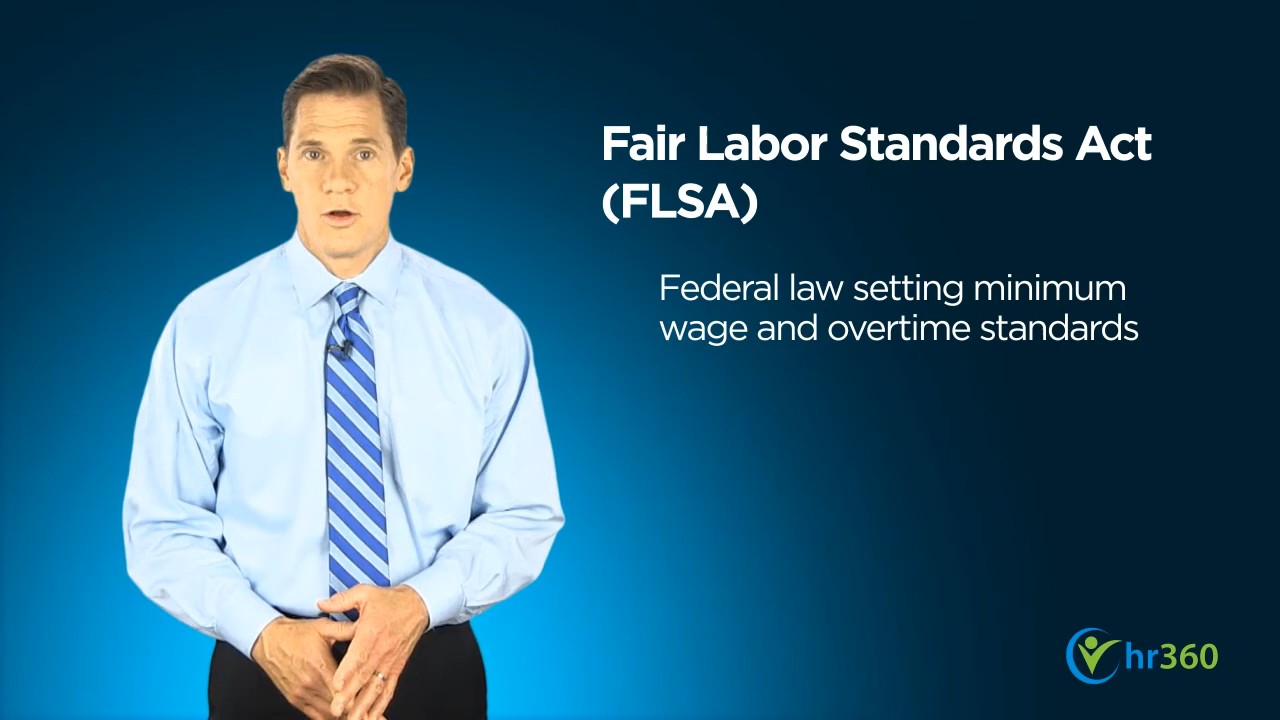 Fair Labor Standards Act
(FLSA)
Federal law setting minimum
wage and overtime standards
hr360